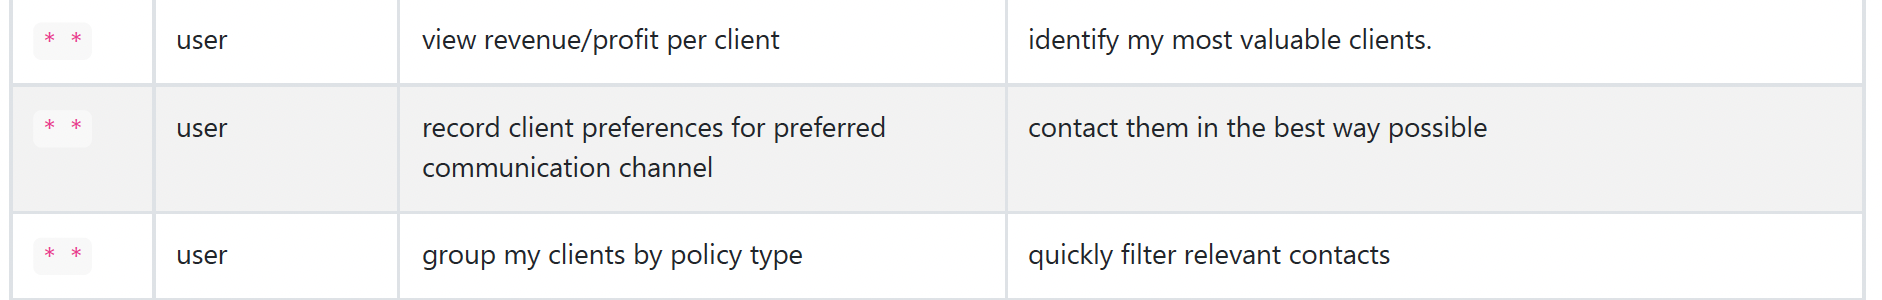 * * user view revenue/profit per client identify my most valuable clients.
* * user record client preferences for preferred contact them in the best way possible
communication channel
* * user group my clients by policy type quickly filter relevant contacts